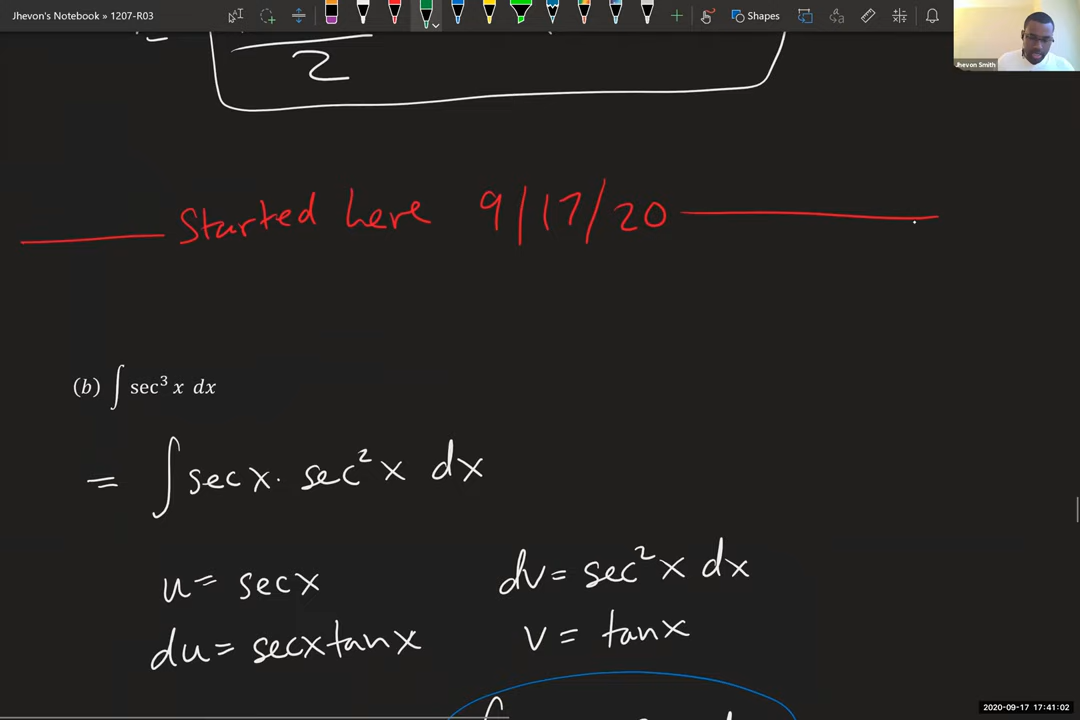 Jhevon's Notebook » 1207-R03
Shapes
Jhevon Smith
2
Started here 9/17/20
(b) ∫ sec³ x dx
= ∫ sec x · sec² x dx
u = sec x dv = sec² x dx
du = sec x tan x v = tan x
2020-09-17 17:41:02